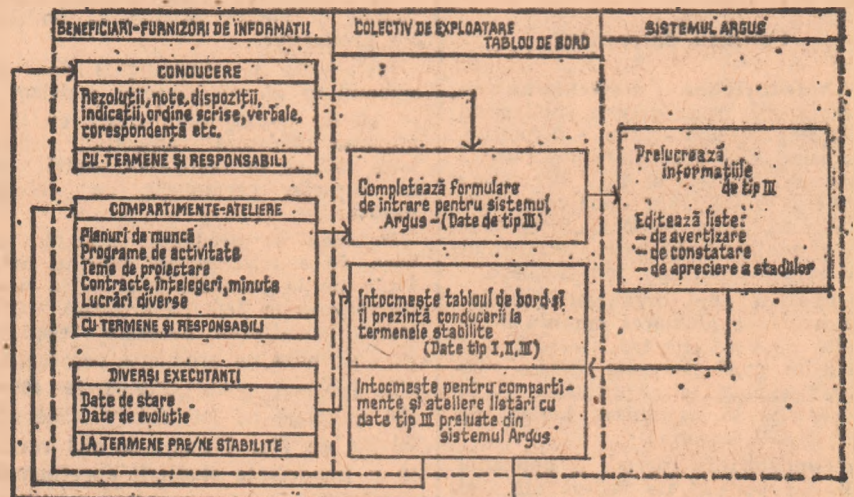 BENEFICIARI-FURNIZORI DE INFORMAȚII
CONDUCERE
Rezoluții, note, dispoziții,
indicații, ordine scrise, verbale,
corespondență etc.
CU TERMENE ȘI RESPONSABILI
COMPARTIMENTE-ATELIERE
Planuri de muncă
Programe de activitate
Teme de proiectare
Contracte, înțelegeri, minute
Lucrări diverse
CU TERMENE ȘI RESPONSABILI
DIVERȘI EXECUTANȚI
Date de stare
Date de evoluție
LA TERMENE PRE/NE STABILITE
COLECTIV DE EXPLOATARE
TABLOU DE BORD
Completează formulare
de intrare pentru sistemul
Argus - (Date de tip III)
Intocmește tabloul de bord și
îl prezintă conducerii la
termenele stabilite
(Date tip I, II, III)
Intocmește pentru comparti-
mente și ateliere listări cu
date tip III preluate din
sistemul Argus
SISTEMUL ARGUS
Prelucrează
informațiile
de tip III
Editează liste:
- de avertizare
- de constatare
- de apreciere a stadiilor